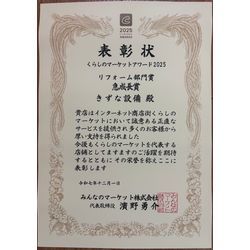 2025
表彰状
くらしのマーケットアワード2025
リフォーム部門賞
急成長賞
きずな設備 殿
貴店はインターネット商店街くらしの
マーケットにおいて誠意ある正直な
サービスを提供され多くのお客様から
厚い支持を得られました
今後もくらしのマーケットを代表する
店舗としてますますのご活躍を期待
するとともにその栄誉を称えここに
表彰します
令和七年十二月一日
みんなのマーケット株式会社
代表取締役 濱野勇介